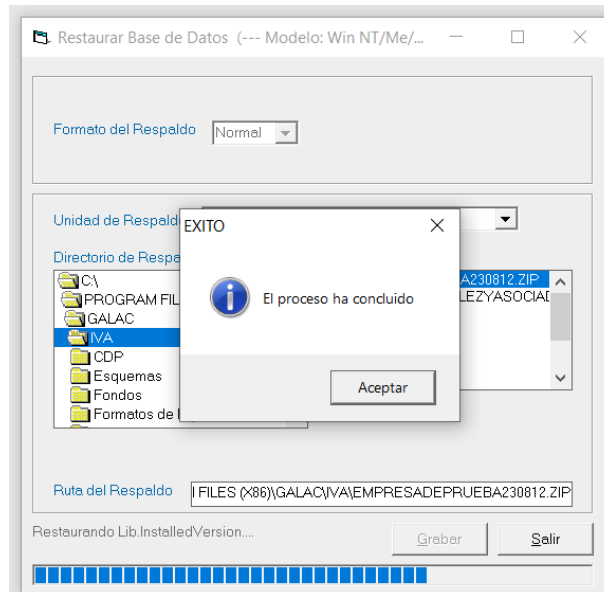 Restaurar Base de Datos (--- Modelo: Win NT/Me/...
Formato del Respaldo
Normal
Unidad de Respald
EXITO
Directorio de Respa
C:\
PROGRAM FIL
GALAC
IVA
CDP
Esquemas
Fondos
Formatos de
A230812.ZIP
LEZYASOCIA
El proceso ha concluido
Aceptar
Ruta del Respaldo
I FILES (X86)\GALAC\IVA\EMPRESADEPRUEBA230812.ZIP
Restaurando Lib.InstalledVersion....
Grabar
Salir